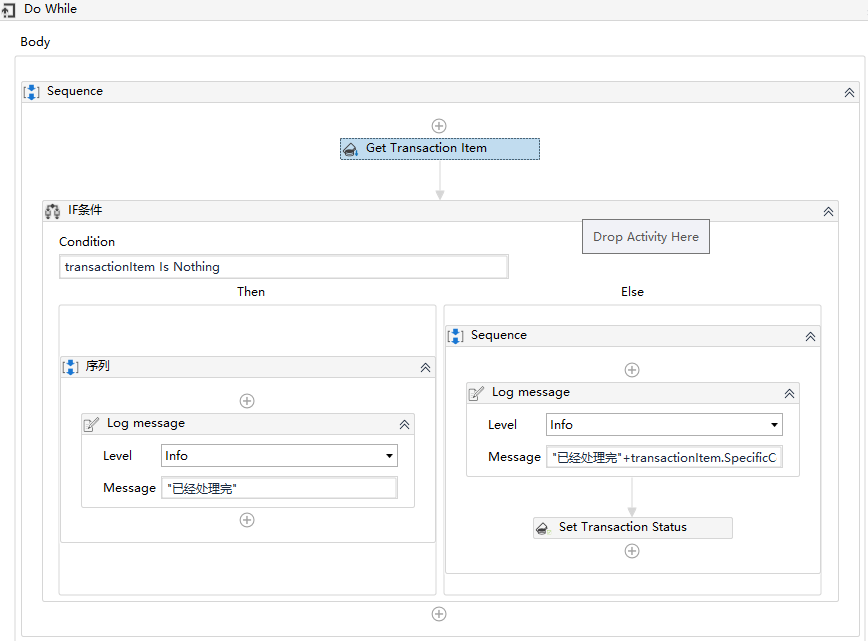 Do While
Body
Sequence
Get Transaction Item
IF条件
Drop Activity Here
Condition
transactionItem Is Nothing
Then
Else
序列
Log message
Level
Info
Message
"已经处理完"
Sequence
Log message
Level
Info
Message
"已经处理完"+transactionItem.SpecificC
Set Transaction Status